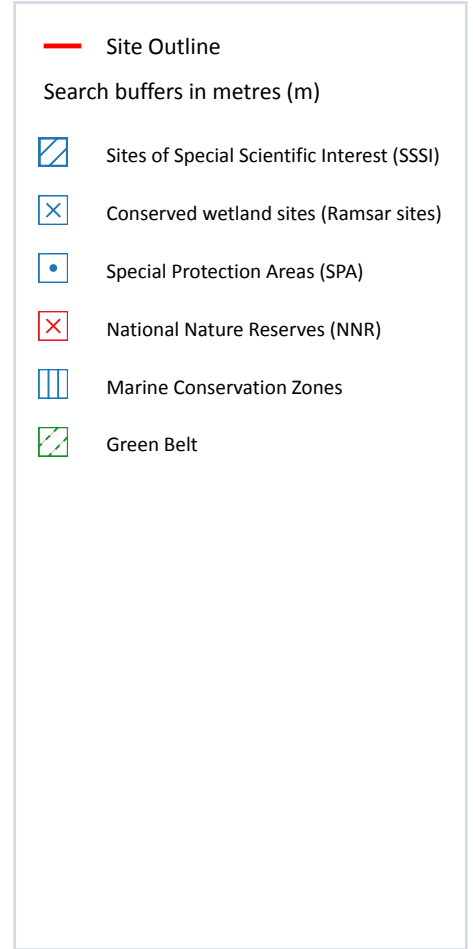 Site Outline
Search buffers in metres (m)
Sites of Special Scientific Interest (SSSI)
Conserved wetland sites (Ramsar sites)
Special Protection Areas (SPA)
National Nature Reserves (NNR)
Marine Conservation Zones
Green Belt